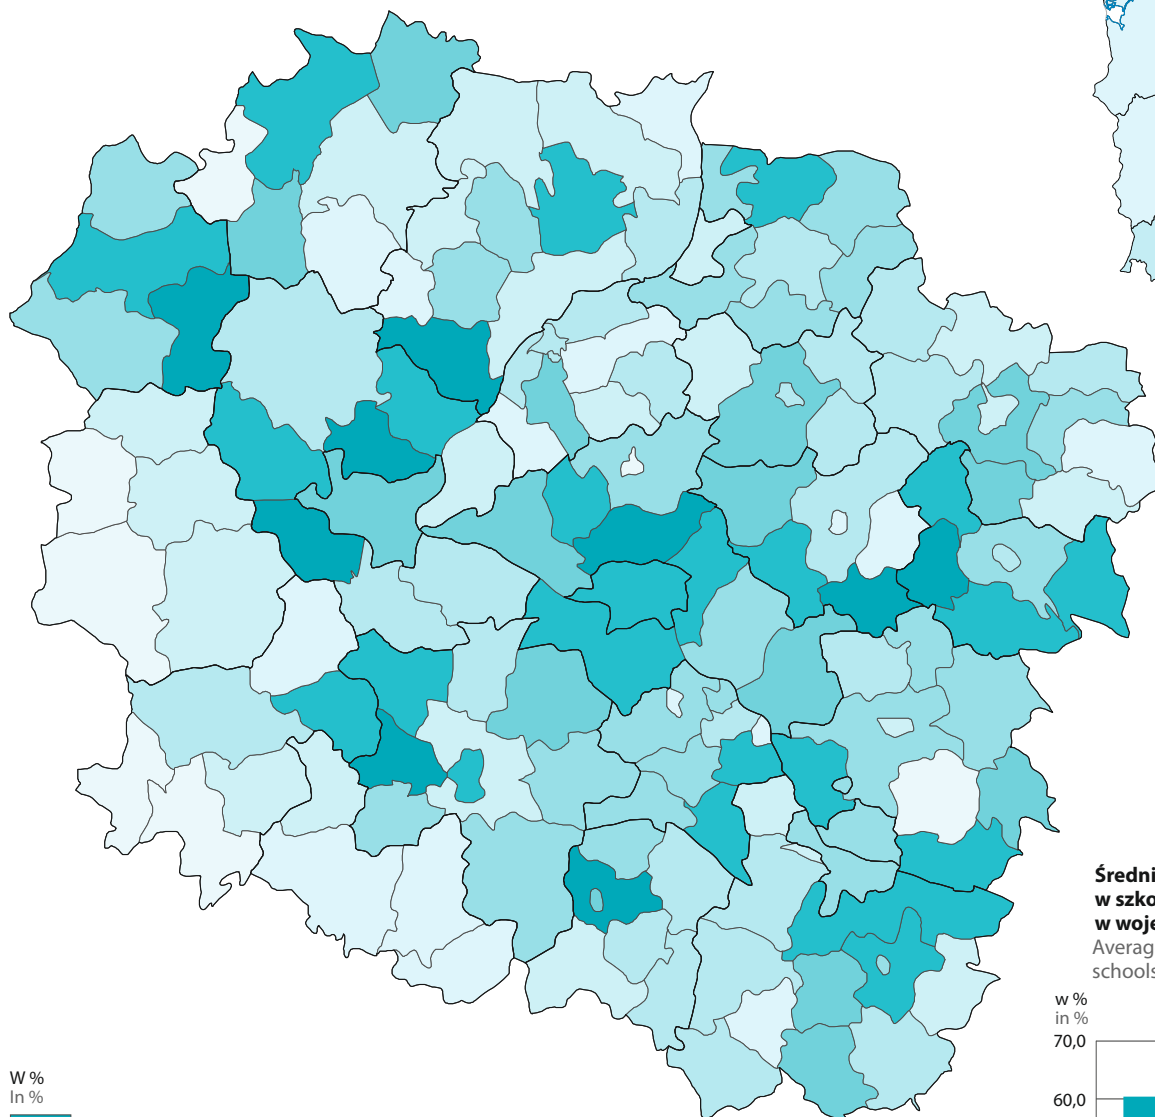 Średni
w szko
w woje
Averag
schools
w %
in %
70,0
60,0
W %
In %